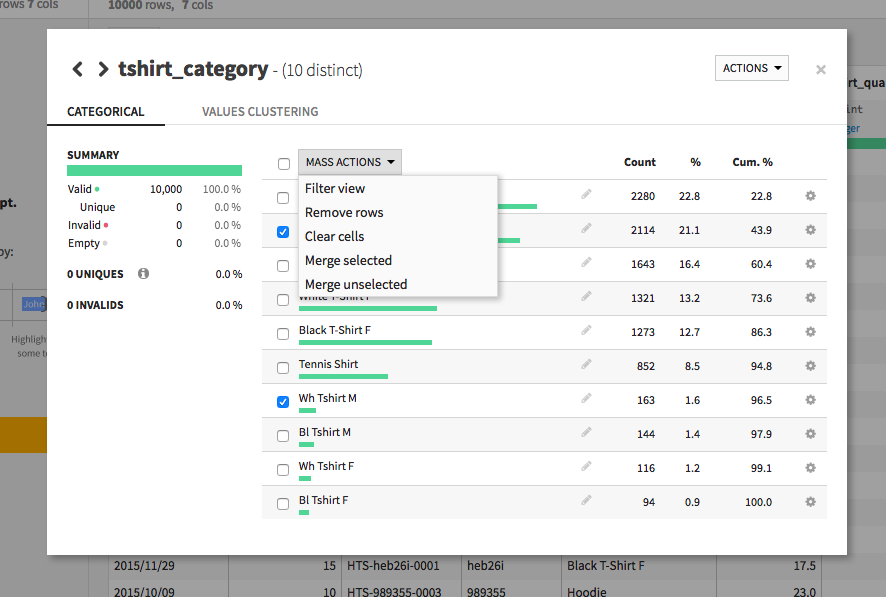 rows 7 cols
10000 rows, 7 cols
tshirt_category - (10 distinct)
ACTIONS
×
CATEGORICAL
VALUES CLUSTERING
SUMMARY
Valid 10,000 100.0 %
Unique 0 0.0 %
Invalid 0 0.0 %
Empty 0 0.0 %
0 UNIQUES 0.0 %
0 INVALIDS 0.0 %
MASS ACTIONS Count % Cum. %
Filter view
Remove rows
Clear cells
Merge selected
Merge unselected
2280 22.8 22.8
2114 21.1 43.9
1643 16.4 60.4
White T-Shirt F 1321 13.2 73.6
Black T-Shirt F 1273 12.7 86.3
Tennis Shirt 852 8.5 94.8
Wh Tshirt M 163 1.6 96.5
Bl Tshirt M 144 1.4 97.9
Wh Tshirt F 116 1.2 99.1
Bl Tshirt F 94 0.9 100.0
pt.
by:
John
Highligh
some te
rt_qua
int
ger
2015/11/29 15 HTS-heb26i-0001 heb26i Black T-Shirt F 17.5
2015/10/09 10 HTS-989355-0003 989355 Hoodie 23.0